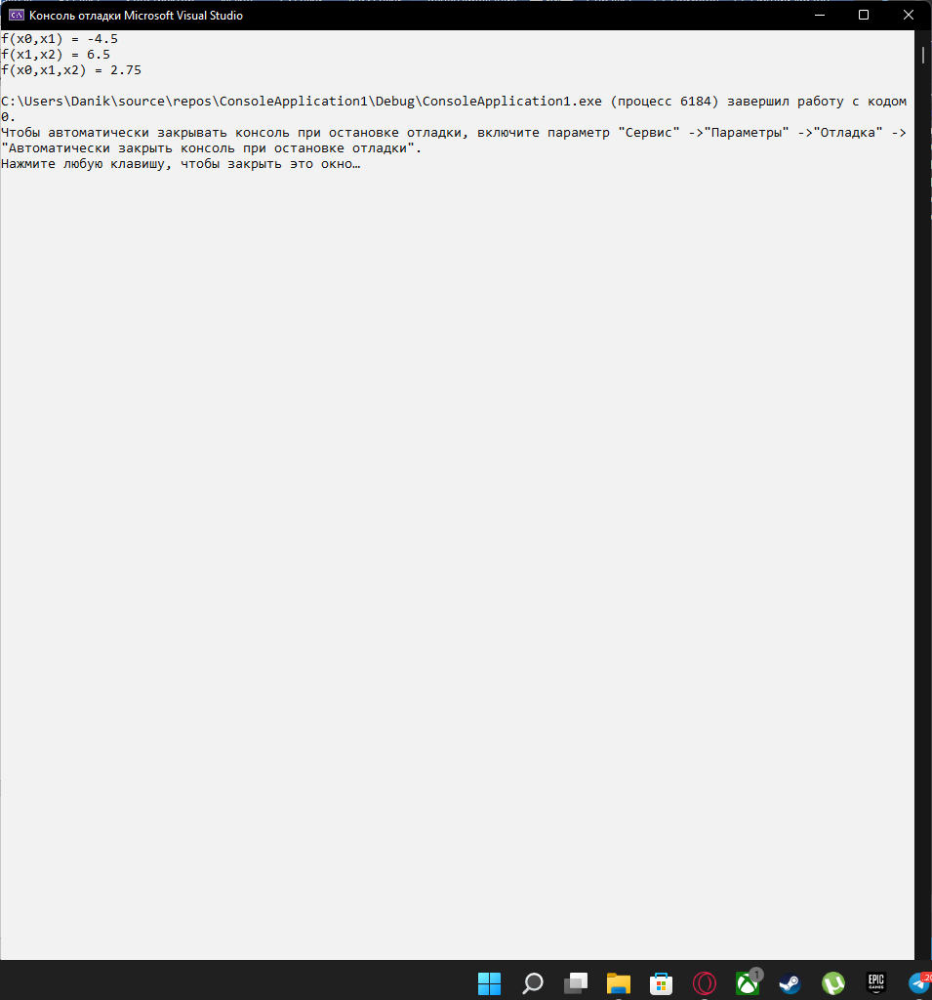 Консоль отладки Microsoft Visual Studio
f(x0,x1) = -4.5
f(x1,x2) = 6.5
f(x0,x1,x2) = 2.75
C:\Users\Danik\source\repos\ConsoleApplication1\Debug\ConsoleApplication1.exe (процесс 6184) завершил работу с кодом
0.
Чтобы автоматически закрывать консоль при остановке отладки, включите параметр "Сервис" ->"Параметры" ->"Отладка" ->
"Автоматически закрыть консоль при остановке отладки".
Нажмите любую клавишу, чтобы закрыть это окно…
1
EPIC
GAMES